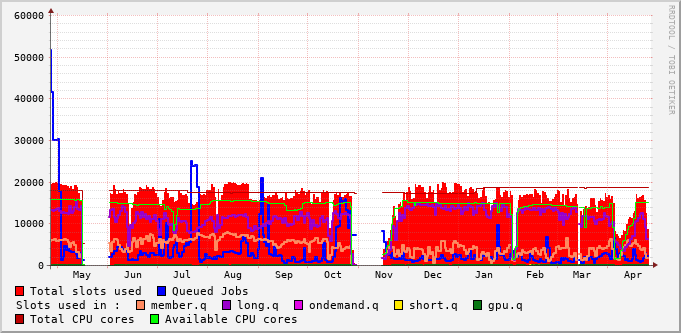 60000
50000
40000
30000
20000
10000
0
May Jun Jul Aug Sep Oct Nov Dec Jan Feb Mar Apr
Total slots used Queued Jobs
Slots used in : member.q long.q ondemand.q short.q gpu.q
Total CPU cores Available CPU cores
RRDTOOL / TOBI OETIKER